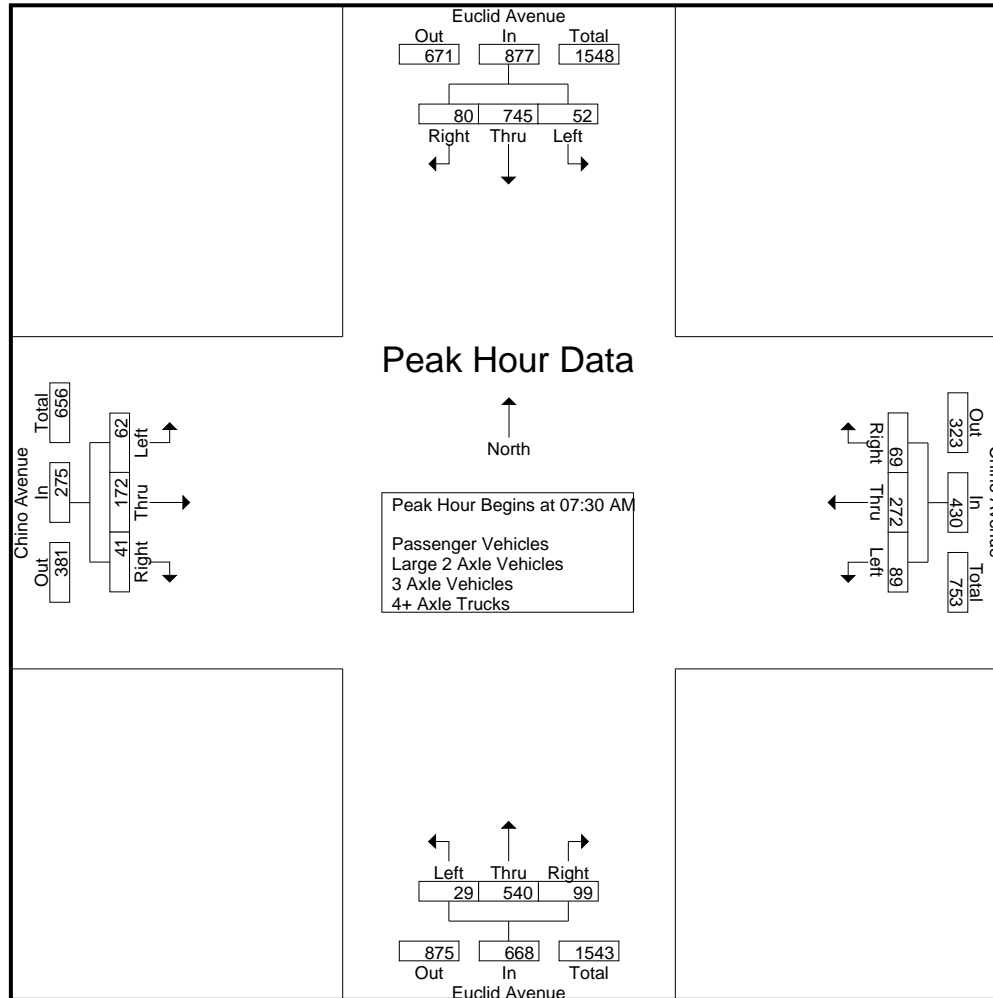 Euclid Avenue
Out In Total
671 877 1548
80 745 52
Right Thru Left
Peak Hour Data
North
Peak Hour Begins at 07:30 AM
Passenger Vehicles
Large 2 Axle Vehicles
3 Axle Vehicles
4+ Axle Trucks
Chino Avenue
Out In Total
381 275 656
62 172 41
Left Thru Right
Out In Total
323 430 753
69 272 89
Right Thru Left
Left Thru Right
29 540 99
875 668 1543
Out In Total
Euclid Avenue